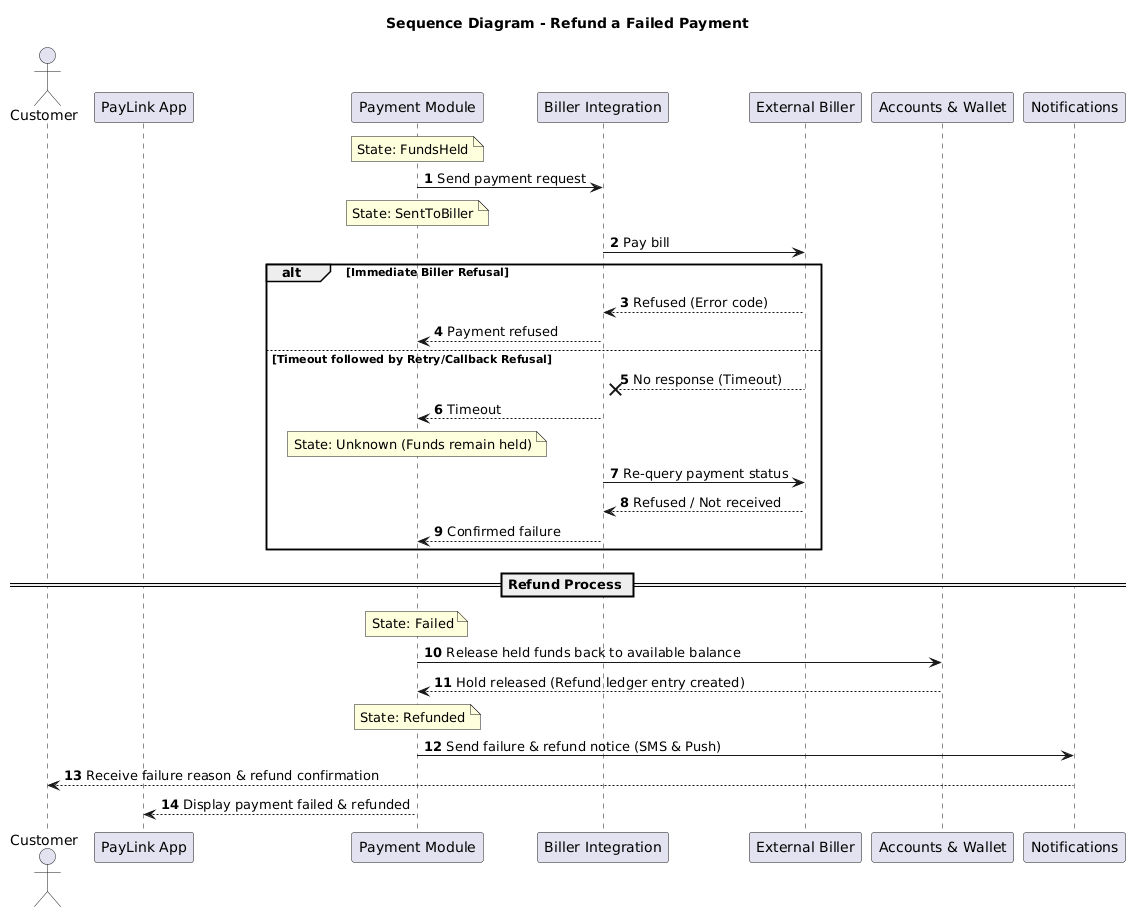 Sequence Diagram - Refund a Failed Payment
Customer
PayLink App
Payment Module
Biller Integration
External Biller
Accounts & Wallet
Notifications
State: FundsHeld
1 Send payment request
State: SentToBiller
2 Pay bill
alt [Immediate Biller Refusal]
3 Refused (Error code)
4 Payment refused
[Timeout followed by Retry/Callback Refusal]
5 No response (Timeout)
6 Timeout
State: Unknown (Funds remain held)
7 Re-query payment status
8 Refused / Not received
9 Confirmed failure
Refund Process
State: Failed
10 Release held funds back to available balance
11 Hold released (Refund ledger entry created)
State: Refunded
12 Send failure & refund notice (SMS & Push)
13 Receive failure reason & refund confirmation
14 Display payment failed & refunded
Customer
PayLink App
Payment Module
Biller Integration
External Biller
Accounts & Wallet
Notifications